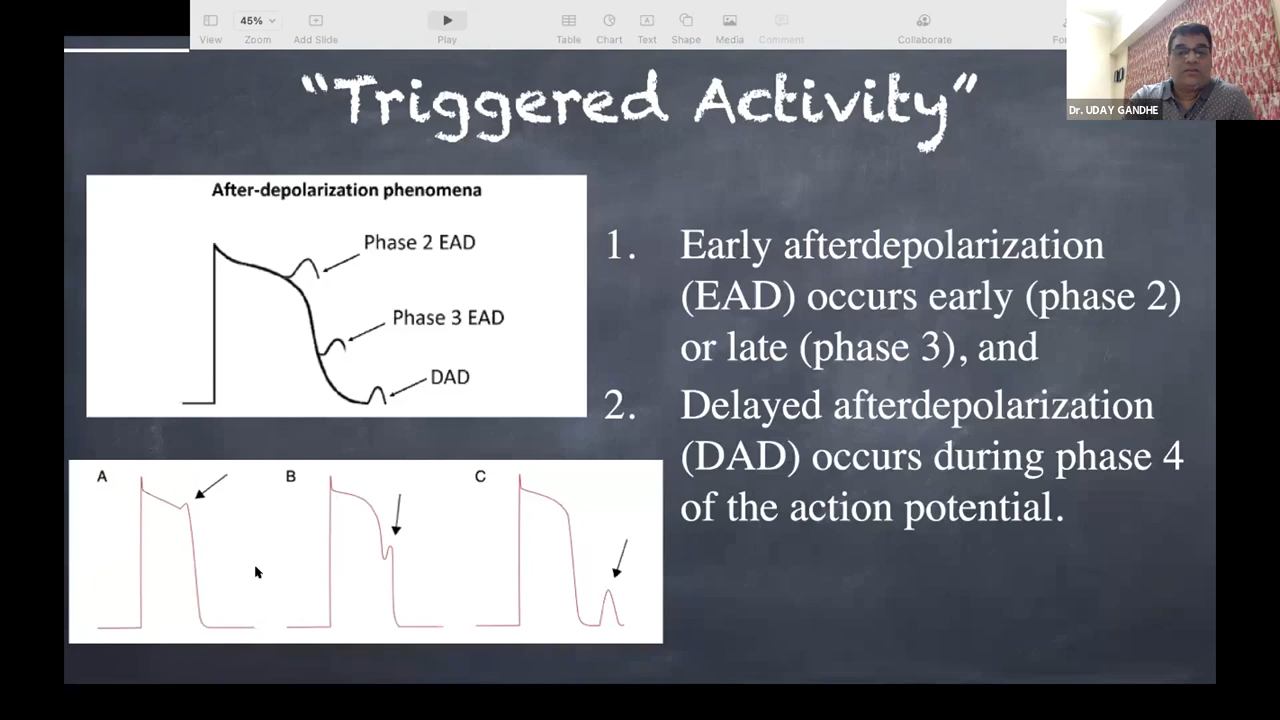 45%
View
Zoom
Add Slide
Play
Table
Chart
Text
Shape
Media
Comment
Collaborate
Dr. UDAY GANDHE
“Triggered Activity”
After-depolarization phenomena
Phase 2 EAD
Phase 3 EAD
DAD
A
B
C
1. Early afterdepolarization
(EAD) occurs early (phase 2)
or late (phase 3), and
2. Delayed afterdepolarization
(DAD) occurs during phase 4
of the action potential.